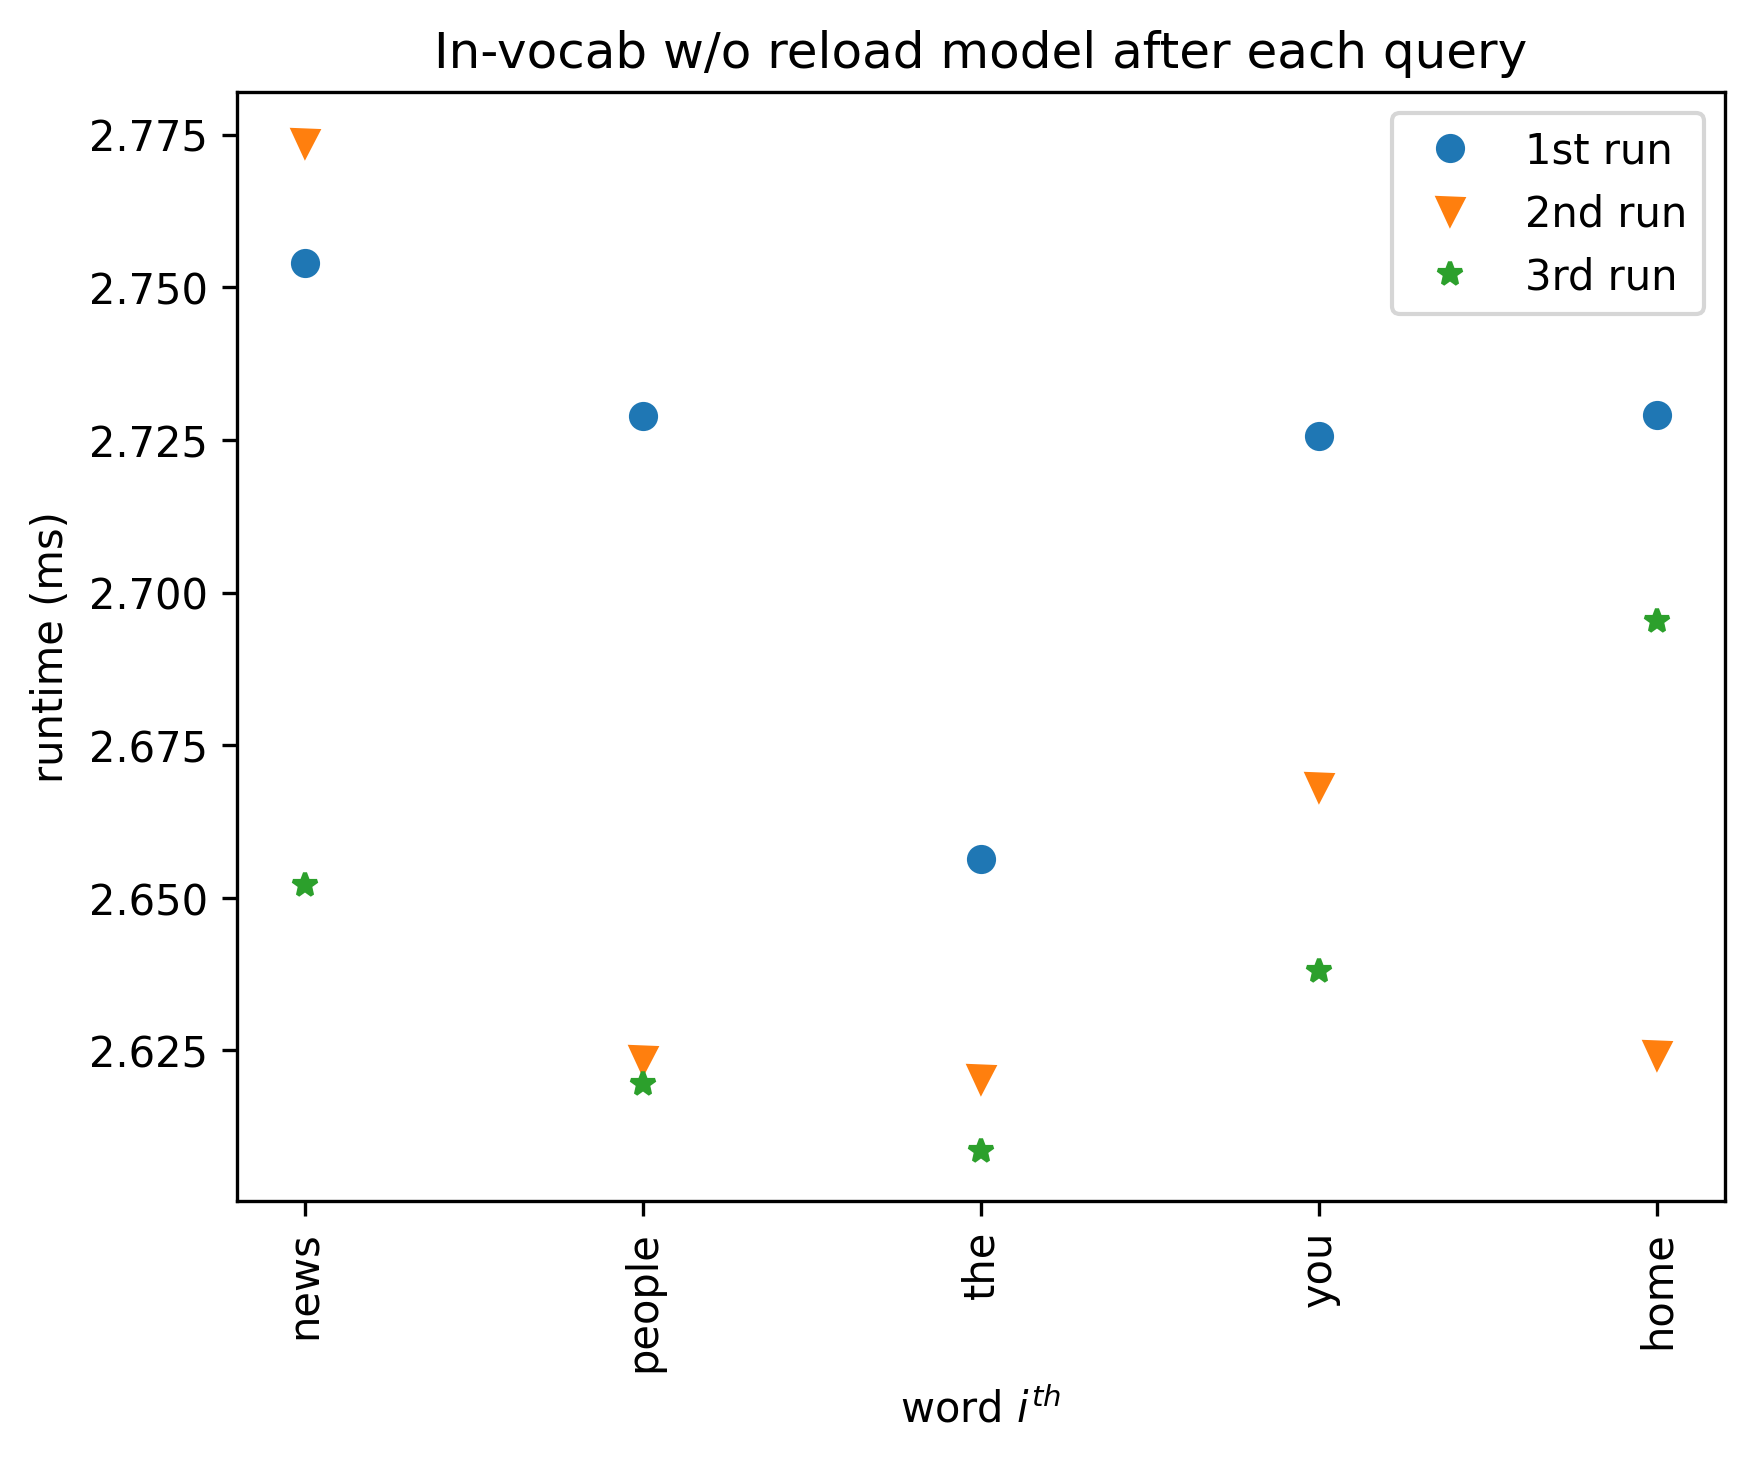 In-vocab w/o reload model after each query
2.775
2.750
2.725
2.700
2.675
2.650
2.625
runtime (ms)
1st run
2nd run
3rd run
news
people
the
you
home
word i^th